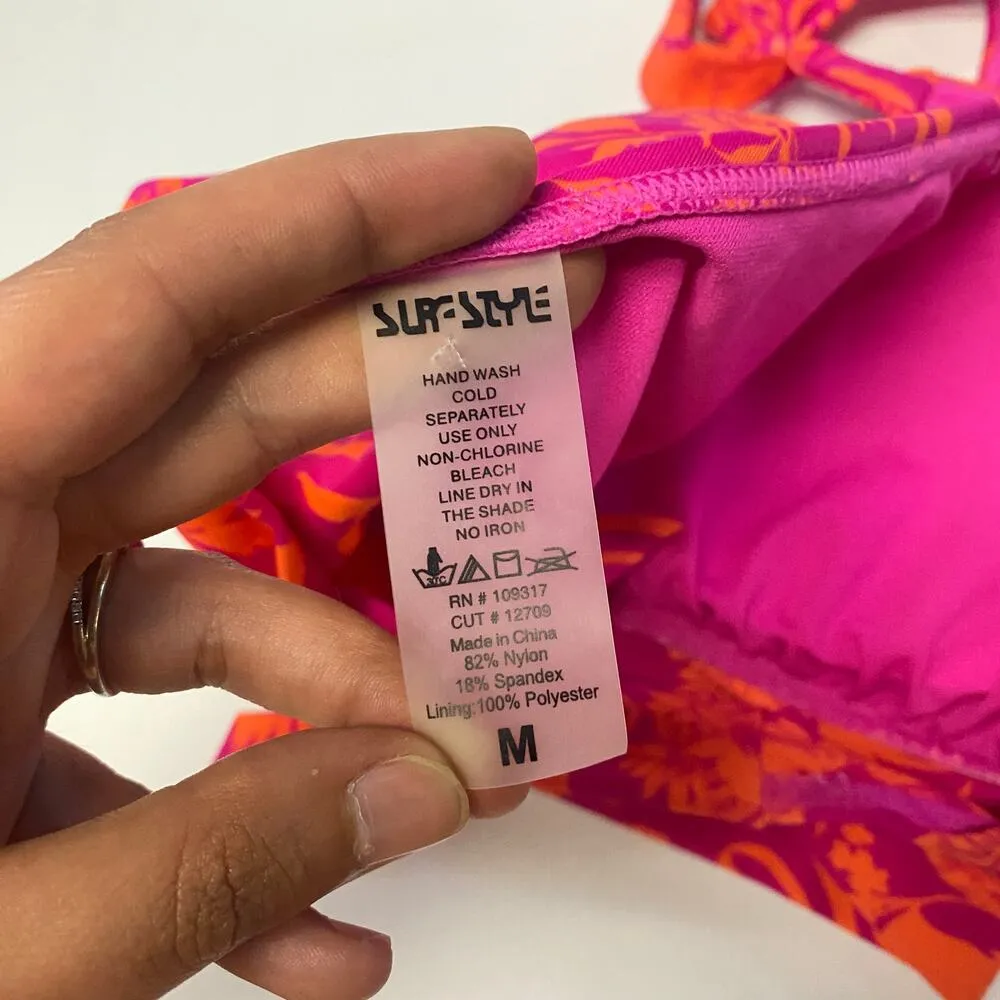 SURF-STYLE
HAND WASH
COLD
SEPARATELY
USE ONLY
NON-CHLORINE
BLEACH
LINE DRY IN
THE SHADE
NO IRON
30C
RN # 109317
CUT # 12709
Made in China
82% Nylon
18% Spandex
Lining:100% Polyester
M